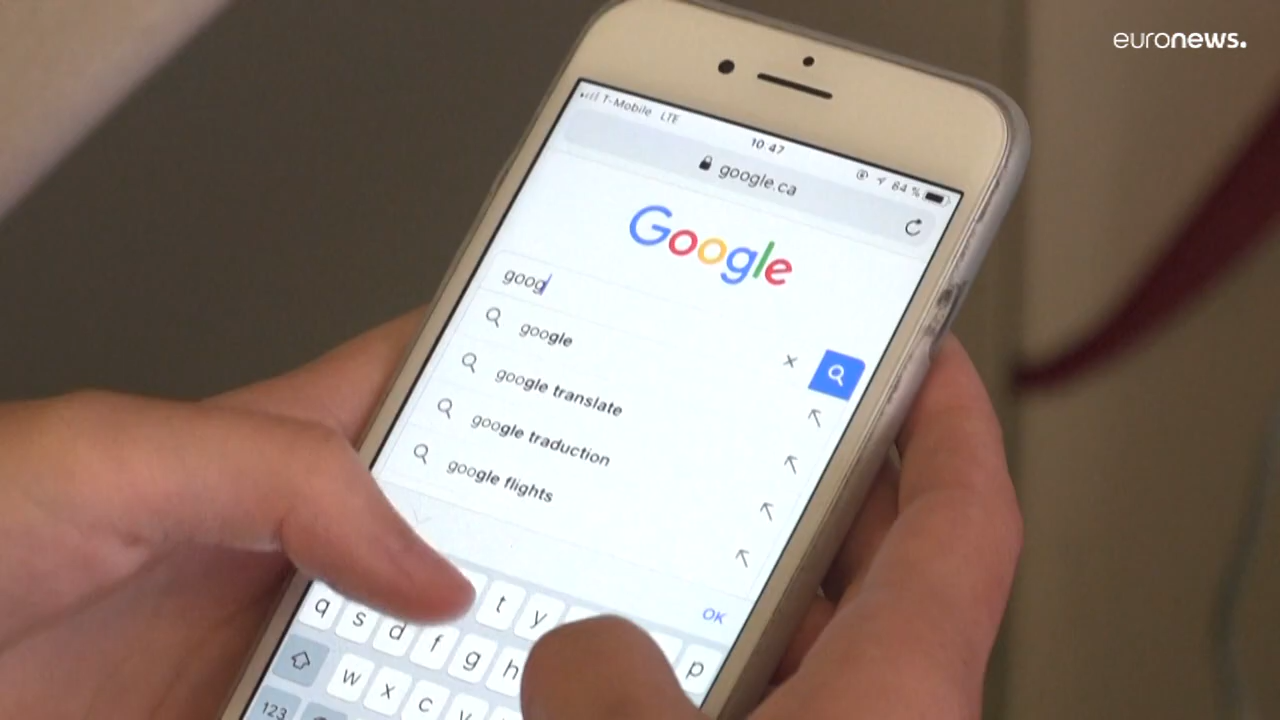 euronews.
T-Mobile LTE 10:47 84 %
google.ca
Google
goog
google
google translate
google traduction
google flights
OK
t y
q s d f g h p
w x c v
123